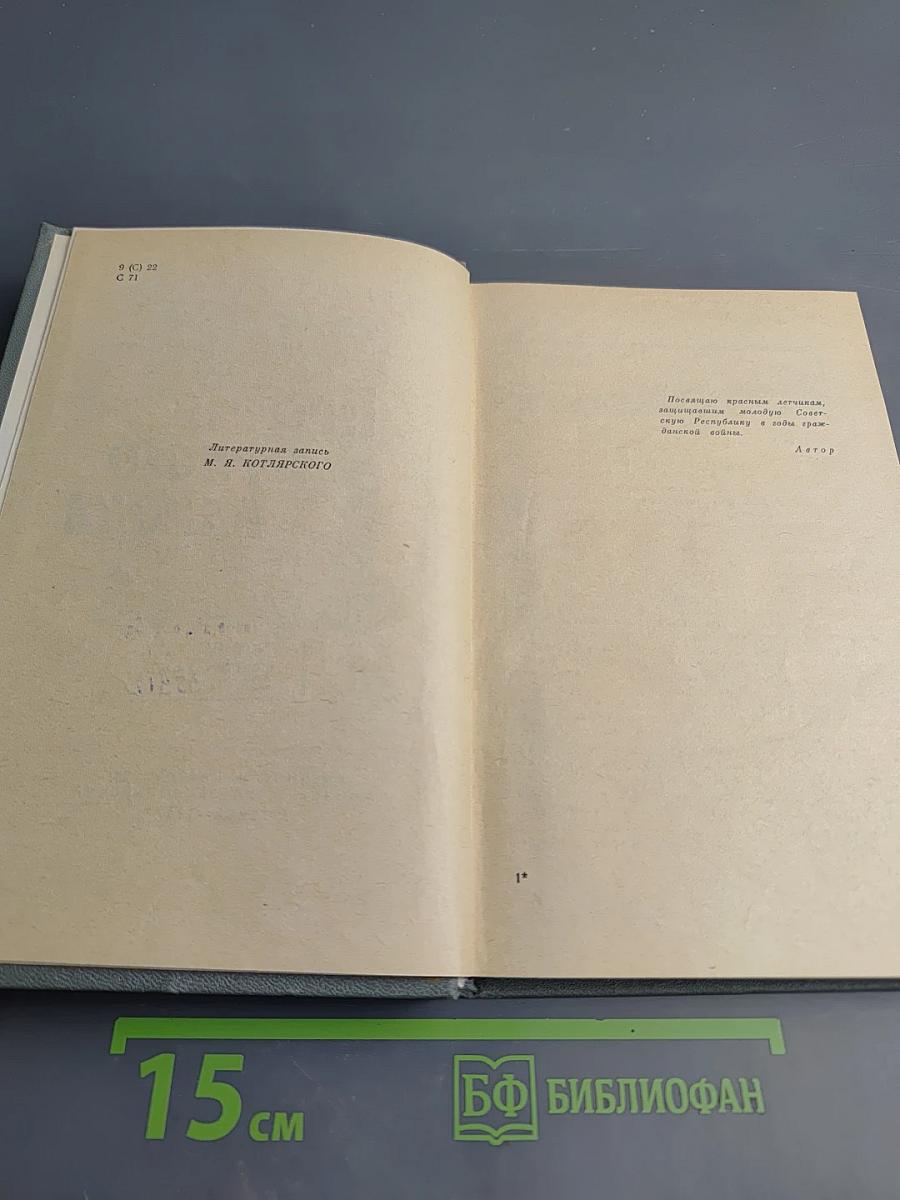 9 (С) 22
С 71
Литературная запись
М. Я. КОТЛЯРСКОГО
Посвящаю красным летчикам,
защищавшим молодую Совет-
скую Республику в годы граж-
данской войны.
Автор
1*
15 см
БФ БИБЛИОФАН